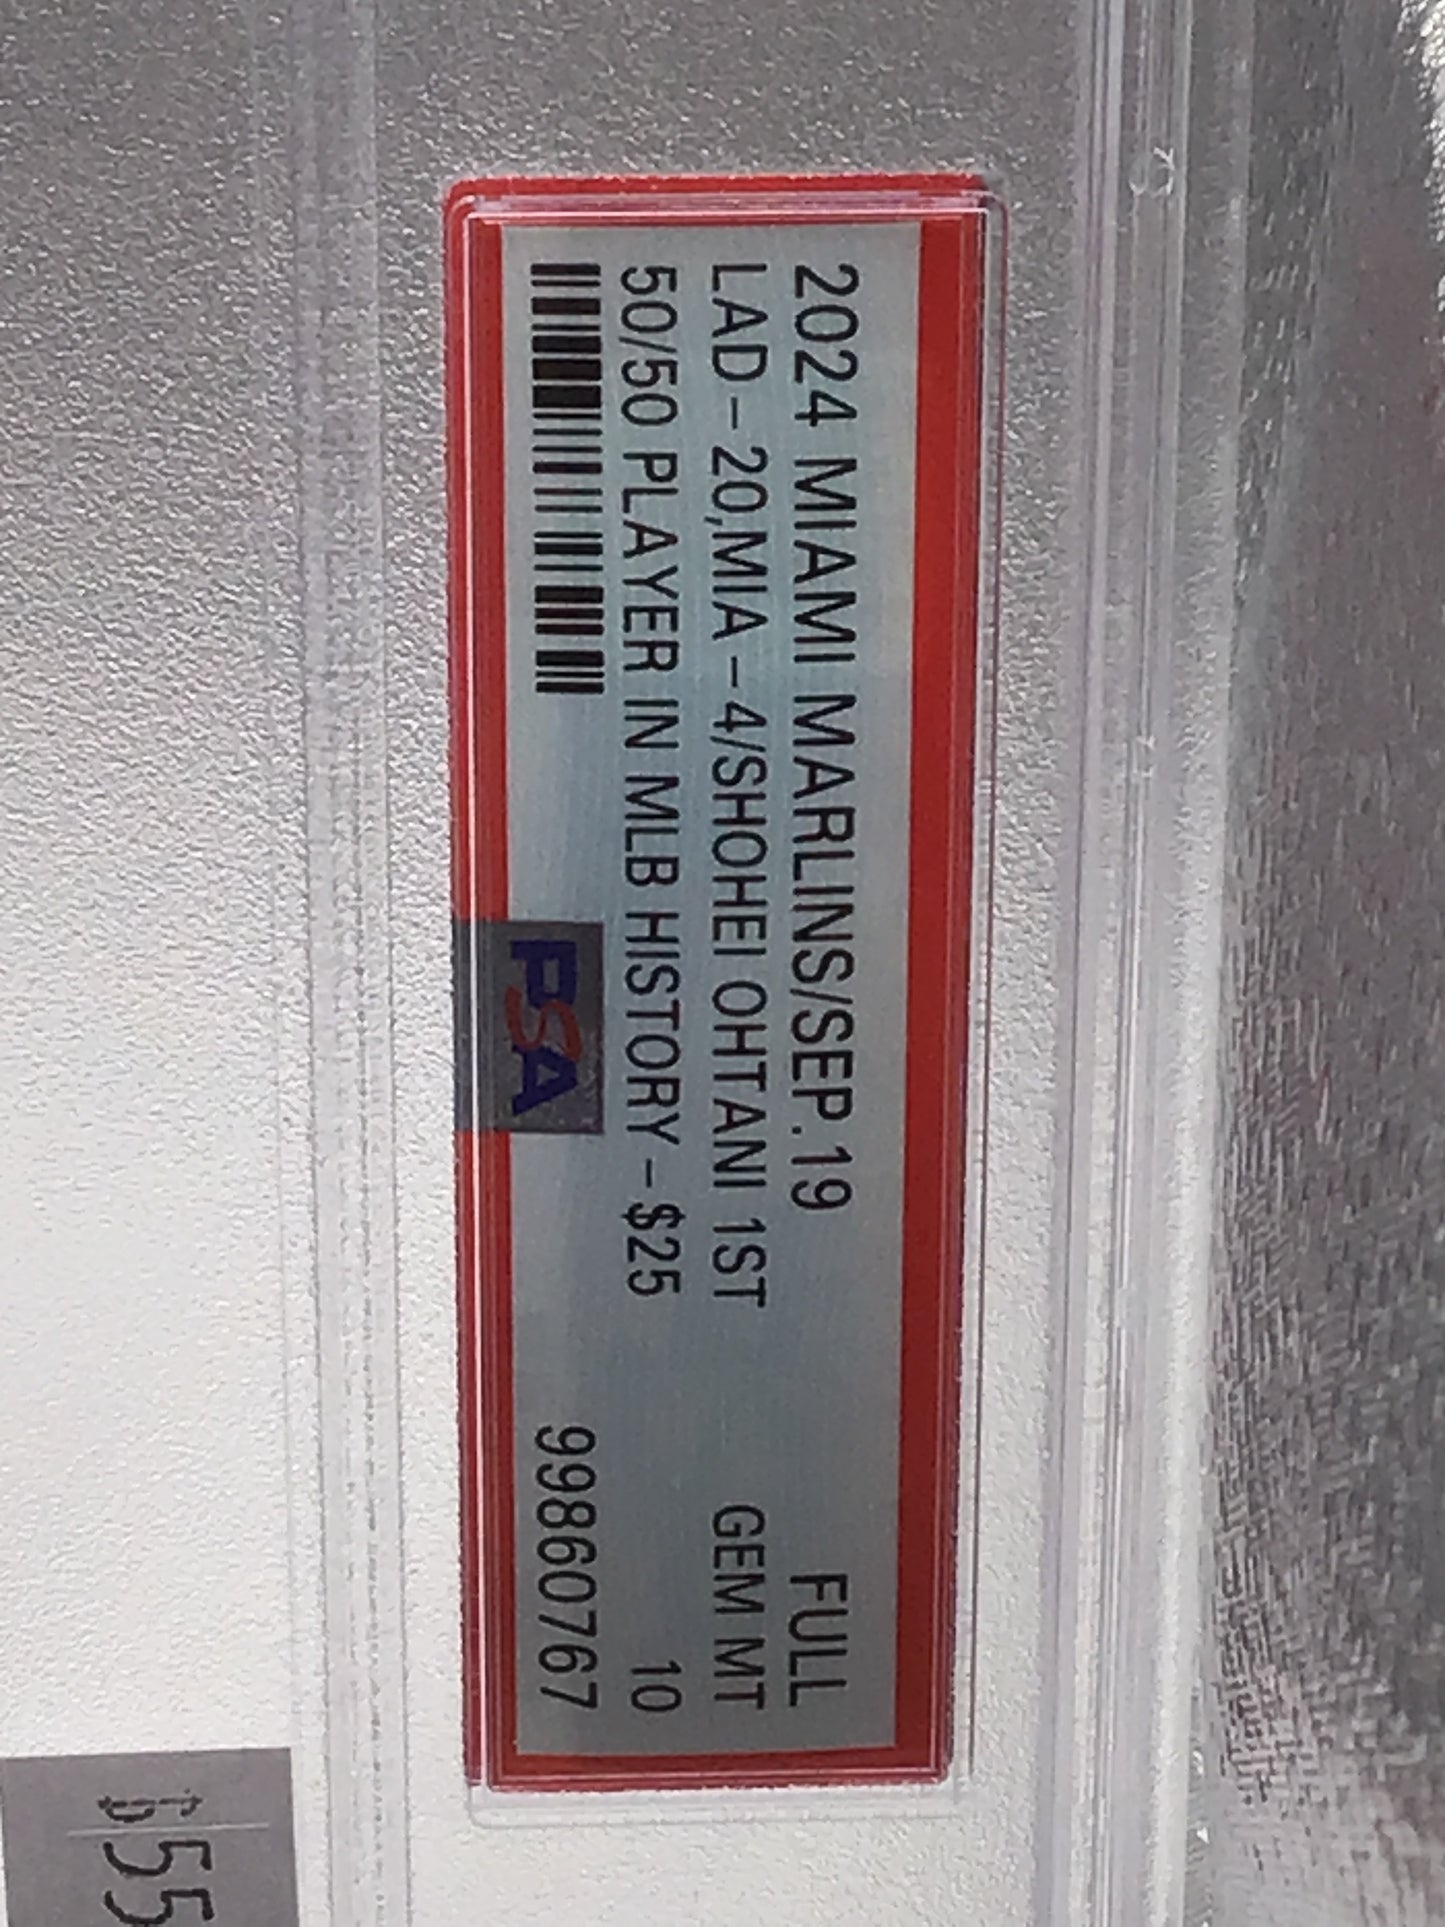 2024 MIAMI MARLINS/SEP.19 FULL
LAD-20,MIA-4/SHOHEI OHTANI 1ST GEM MT
50/50 PLAYER IN MLB HISTORY-$25 10
PSA 99860767
$55